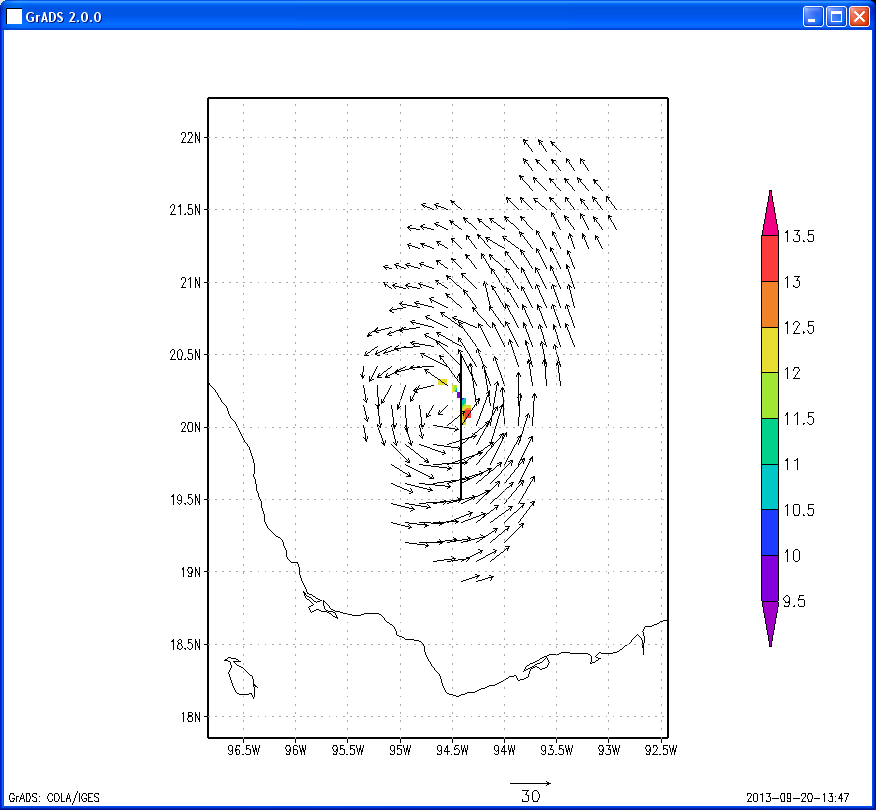 GrADS 2.0.0
22N
21.5N
21N
20.5N
20N
19.5N
19N
18.5N
18N
96.5W 96W 95.5W 95W 94.5W 94W 93.5W 93W 92.5W
13.5
13
12.5
12
11.5
11
10.5
10
9.5
30
GrADS: COLA/IGES 2013-09-20-13:47